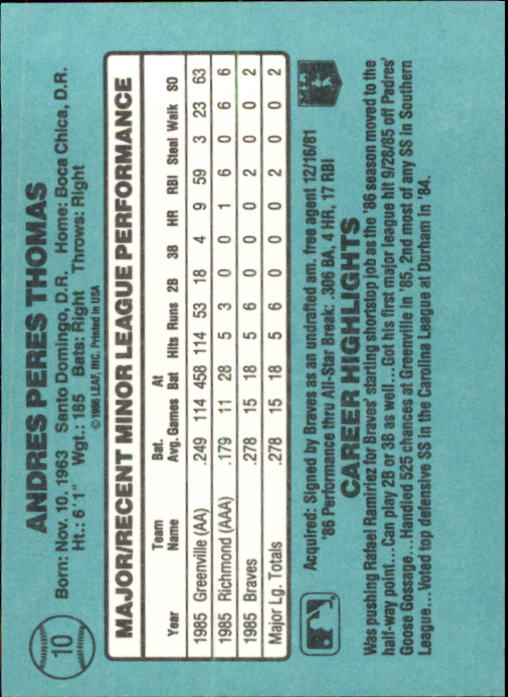 10
ANDRES PERES THOMAS
Born: Nov. 10. 1963 Santo Domingo, D.R. Home: Boca Chica, D.R.
Ht.: 6'1" Wgt.: 185 Bats: Right Throws: Right
©1986 LEAF, INC. Printed in USA
MAJOR/RECENT MINOR LEAGUE PERFORMANCE
Team Bat. At
Year Name Avg. Games Bat Hits Runs 2B 3B HR RBI Steal Walk SO
1985 Greenville (AA) .249 114 458 114 53 18 4 9 59 3 23 63
1985 Richmond (AAA) .179 11 28 5 3 0 0 1 6 0 6 6
1985 Braves .278 15 18 5 6 0 0 0 2 0 0 2
Major Lg. Totals .278 15 18 5 6 0 0 0 2 0 0 2
Acquired: Signed by Braves as an undrafted am. free agent 12/16/81
'86 Performance thru All-Star Break: .306 BA, 4 HR, 17 RBI
CAREER HIGHLIGHTS
Was pushing Rafael Ramiriez for Braves' starting shortstop job as the '86 season moved to the
half-way point...Can play 2B or 3B as well...Got his first major league hit 9/28/85 off Padres'
Goose Gossage...Handled 525 chances at Greenville in '85, 2nd most of any SS in Southern
League...Voted top defensive SS in the Carolina League at Durham in '84.